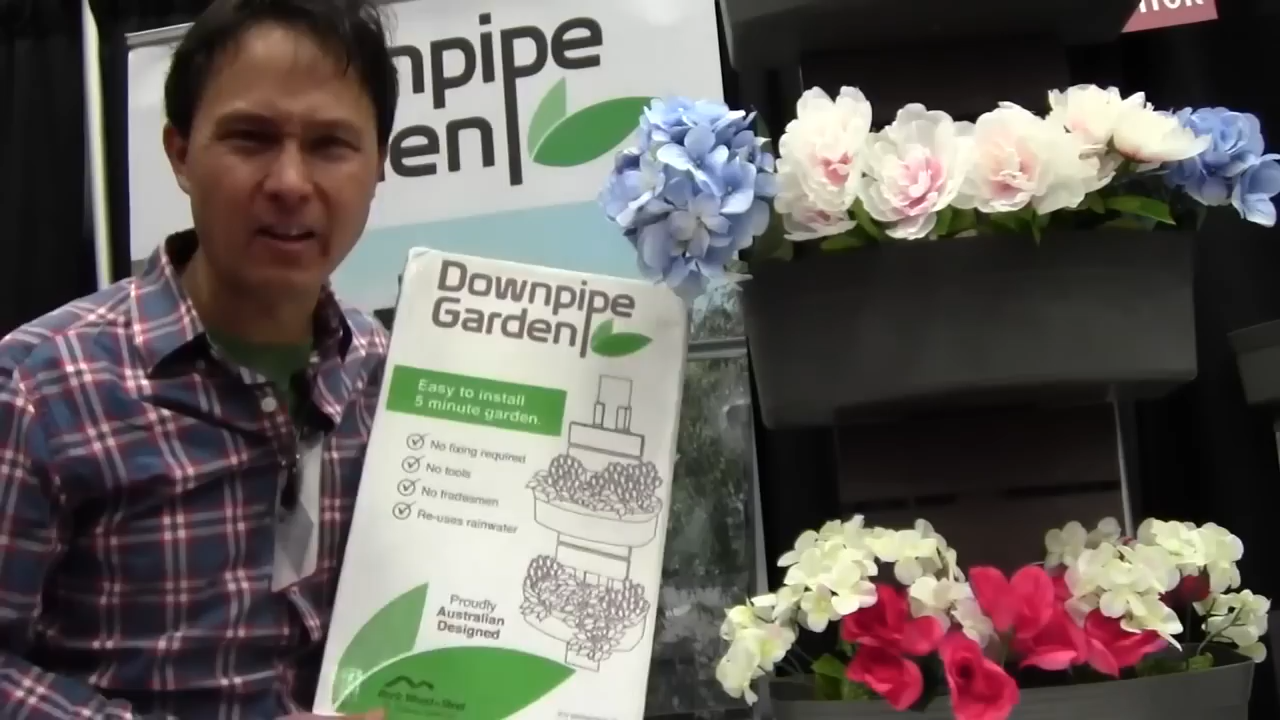 npipe
en
Downpipe
Garden
Easy to install
5 minute garden.
No fixing required
No tools
No tradesmen
Re-uses rainwater
Proudly
Australian
Designed